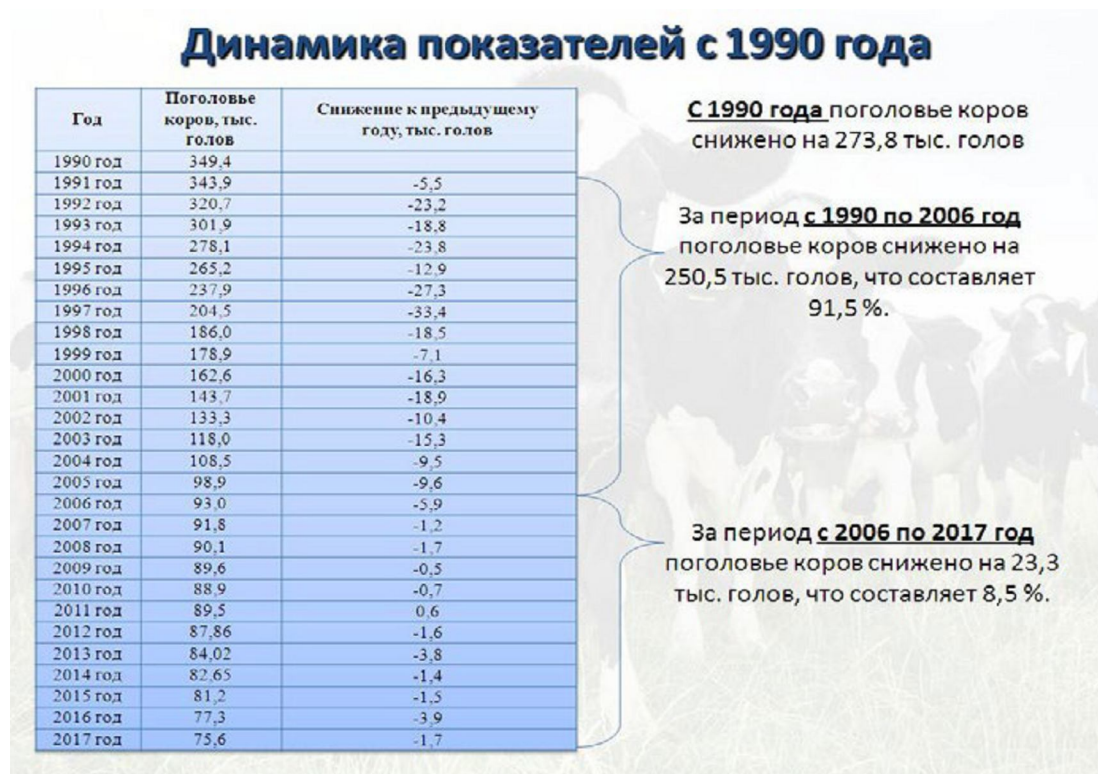 Динамика показателей с 1990 года
Год Поголовье коров, тыс. голов Снижение к предыдущему году, тыс. голов
1990 год 349,4
1991 год 343,9 -5,5
1992 год 320,7 -23,2
1993 год 301,9 -18,8
1994 год 278,1 -23,8
1995 год 265,2 -12,9
1996 год 237,9 -27,3
1997 год 204,5 -33,4
1998 год 186,0 -18,5
1999 год 178,9 -7,1
2000 год 162,6 -16,3
2001 год 143,7 -18,9
2002 год 133,3 -10,4
2003 год 118,0 -15,3
2004 год 108,5 -9,5
2005 год 98,9 -9,6
2006 год 93,0 -5,9
2007 год 91,8 -1,2
2008 год 90,1 -1,7
2009 год 89,6 -0,5
2010 год 88,9 -0,7
2011 год 89,5 0,6
2012 год 87,86 -1,6
2013 год 84,02 -3,8
2014 год 82,65 -1,4
2015 год 81,2 -1,5
2016 год 77,3 -3,9
2017 год 75,6 -1,7
С 1990 года поголовье коров
снижено на 273,8 тыс. голов
За период с 1990 по 2006 год
поголовье коров снижено на
250,5 тыс. голов, что составляет
91,5 %.
За период с 2006 по 2017 год
поголовье коров снижено на 23,3
тыс. голов, что составляет 8,5 %.